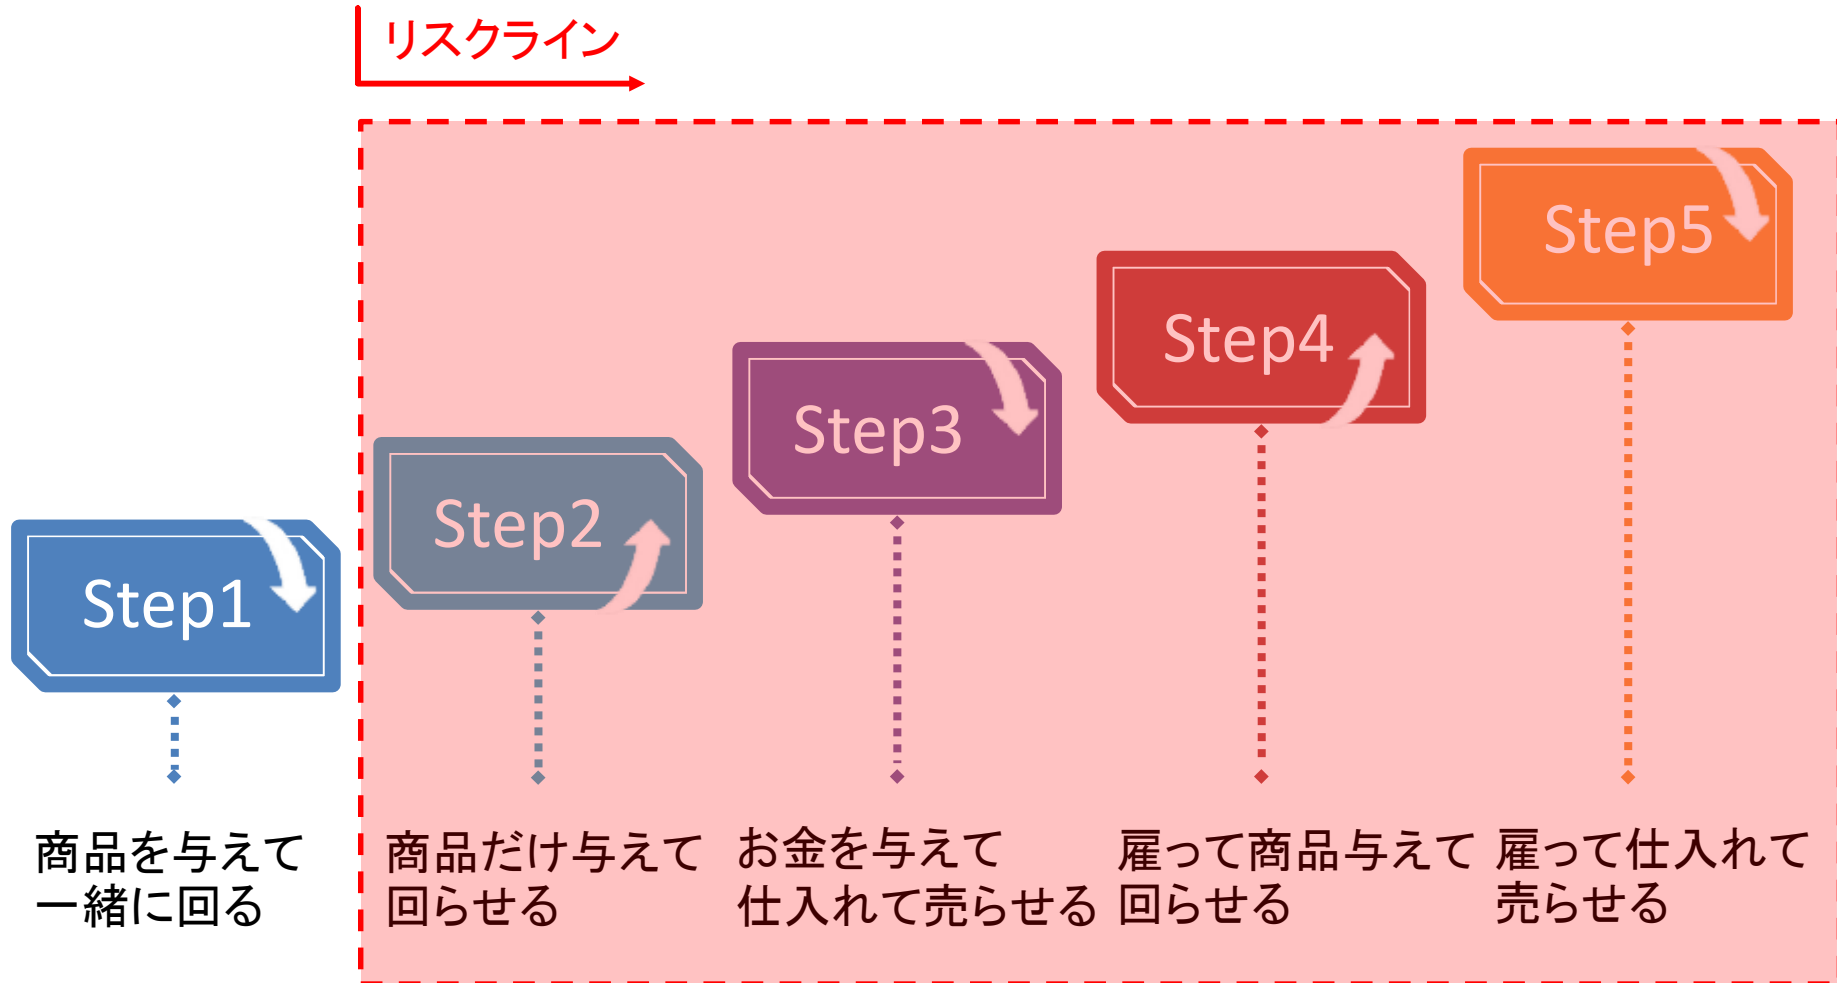 リスクライン
Step1
Step2
Step3
Step4
Step5
商品を与えて
一緒に回る
商品だけ与えて
回らせる
お金を与えて
仕入れて売らせる
雇って商品与えて
回らせる
雇って仕入れて
売らせる